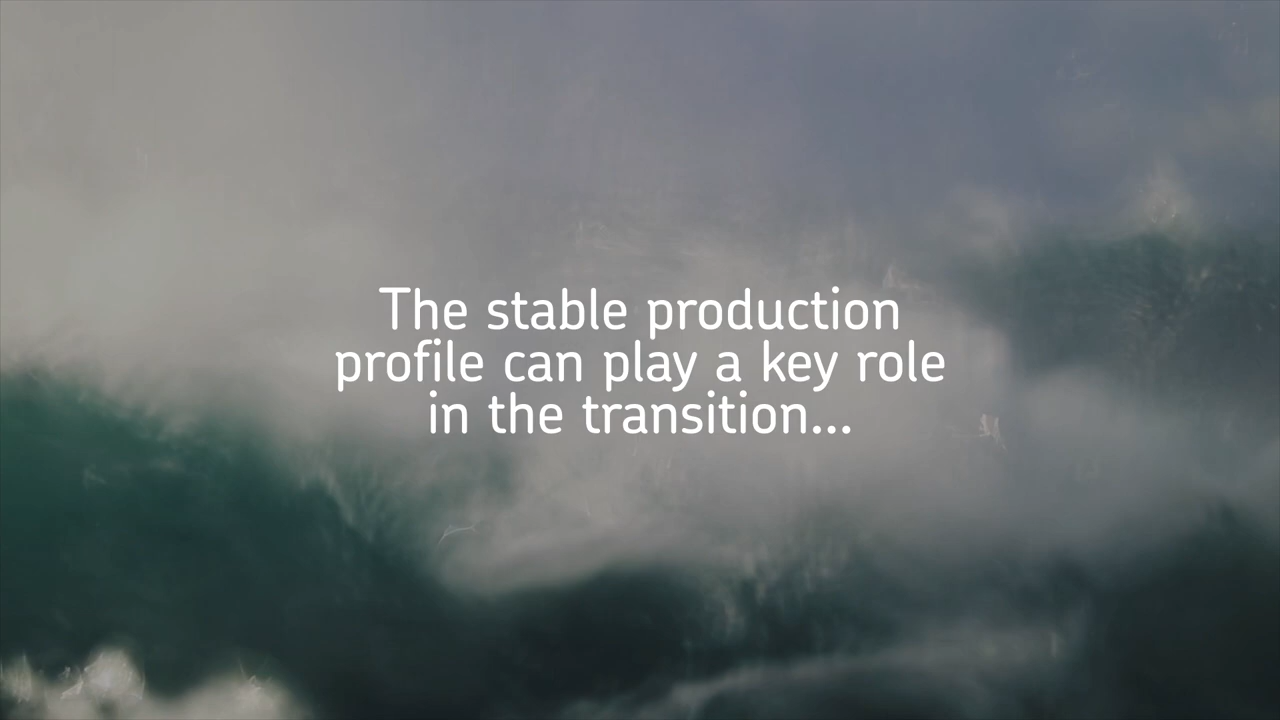 The stable production
profile can play a key role
in the transition...